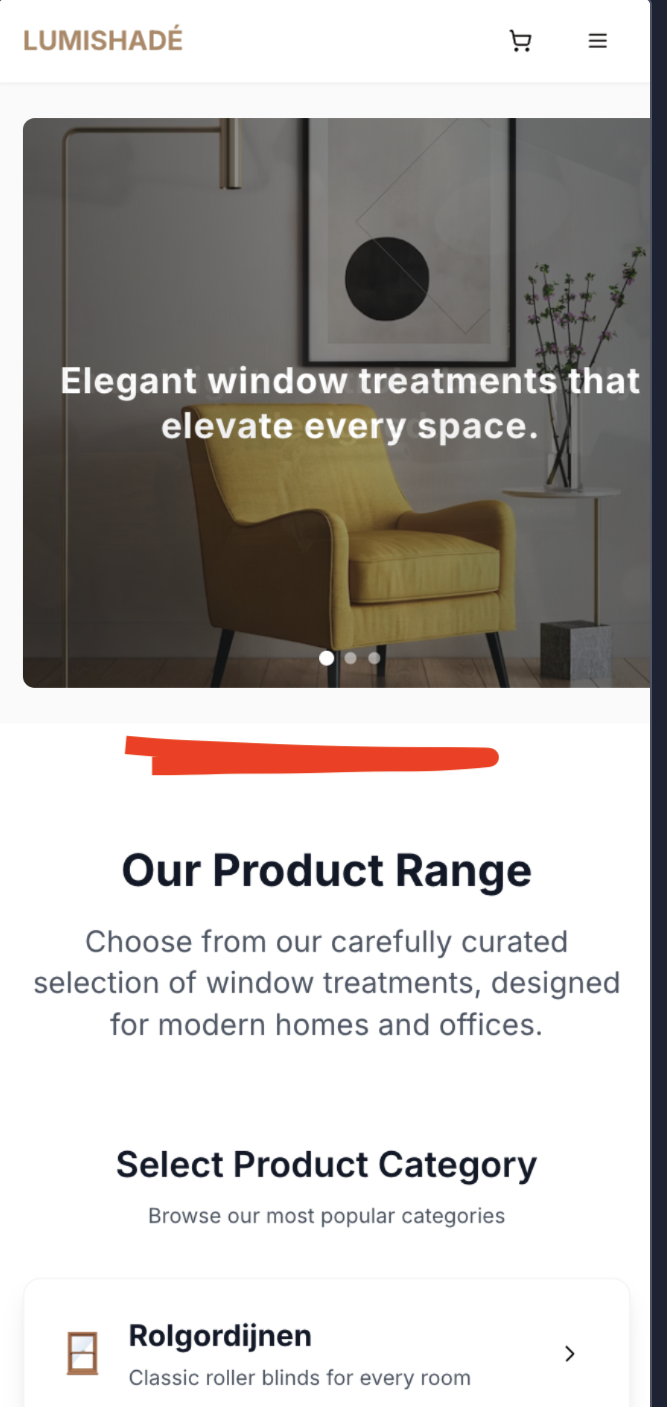 LUMISHADÉ
Elegant window treatments that
elevate every space.
Our Product Range
Choose from our carefully curated
selection of window treatments, designed
for modern homes and offices.
Select Product Category
Browse our most popular categories
Rolgordijnen
Classic roller blinds for every room